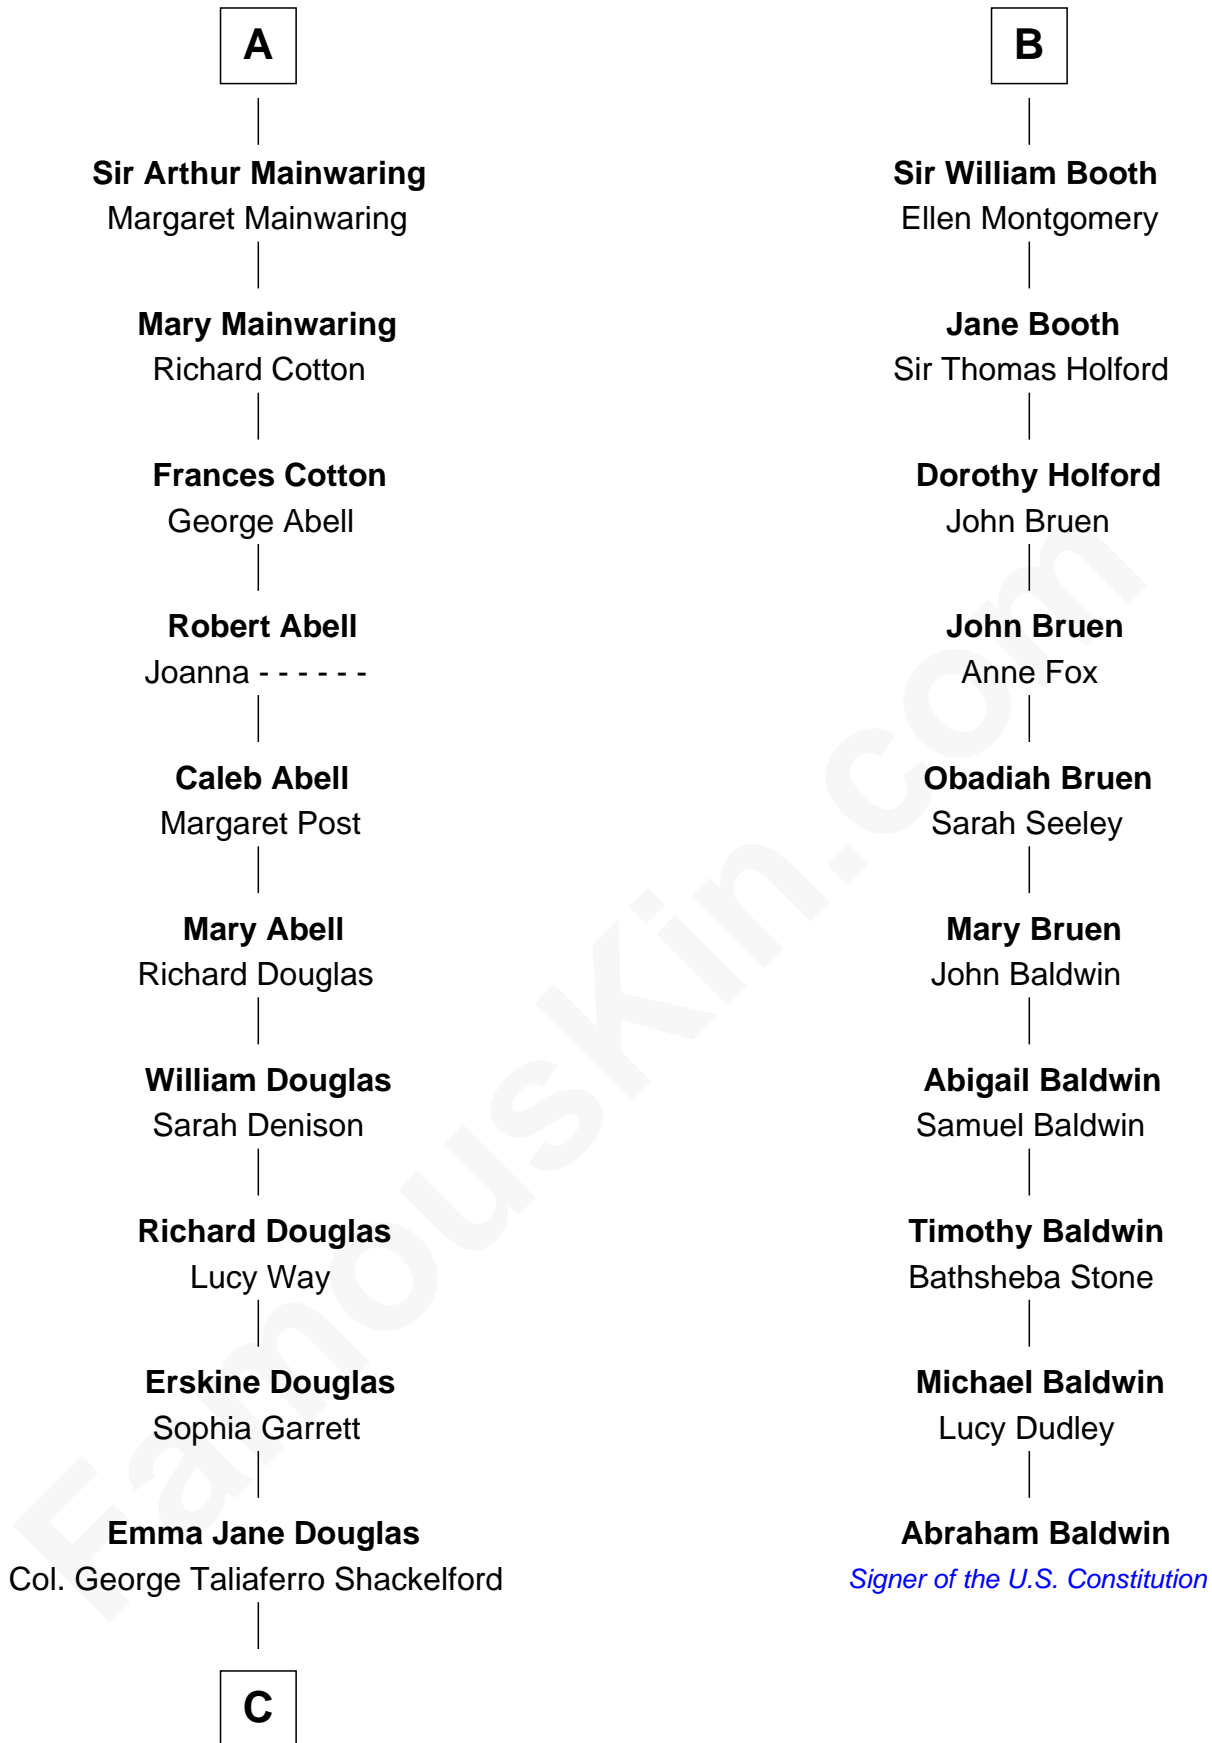 A
Sir Arthur Mainwaring
Margaret Mainwaring
Mary Mainwaring
Richard Cotton
Frances Cotton
George Abell
Robert Abell
Joanna - - - - - -
Caleb Abell
Margaret Post
Mary Abell
Richard Douglas
William Douglas
Sarah Denison
Richard Douglas
Lucy Way
Erskine Douglas
Sophia Garrett
Emma Jane Douglas
Col. George Taliaferro Shackelford
C
B
Sir William Booth
Ellen Montgomery
Jane Booth
Sir Thomas Holford
Dorothy Holford
John Bruen
John Bruen
Anne Fox
Obadiah Bruen
Sarah Seeley
Mary Bruen
John Baldwin
Abigail Baldwin
Samuel Baldwin
Timothy Baldwin
Bathsheba Stone
Michael Baldwin
Lucy Dudley
Abraham Baldwin
Signer of the U.S. Constitution
FamousKin.com